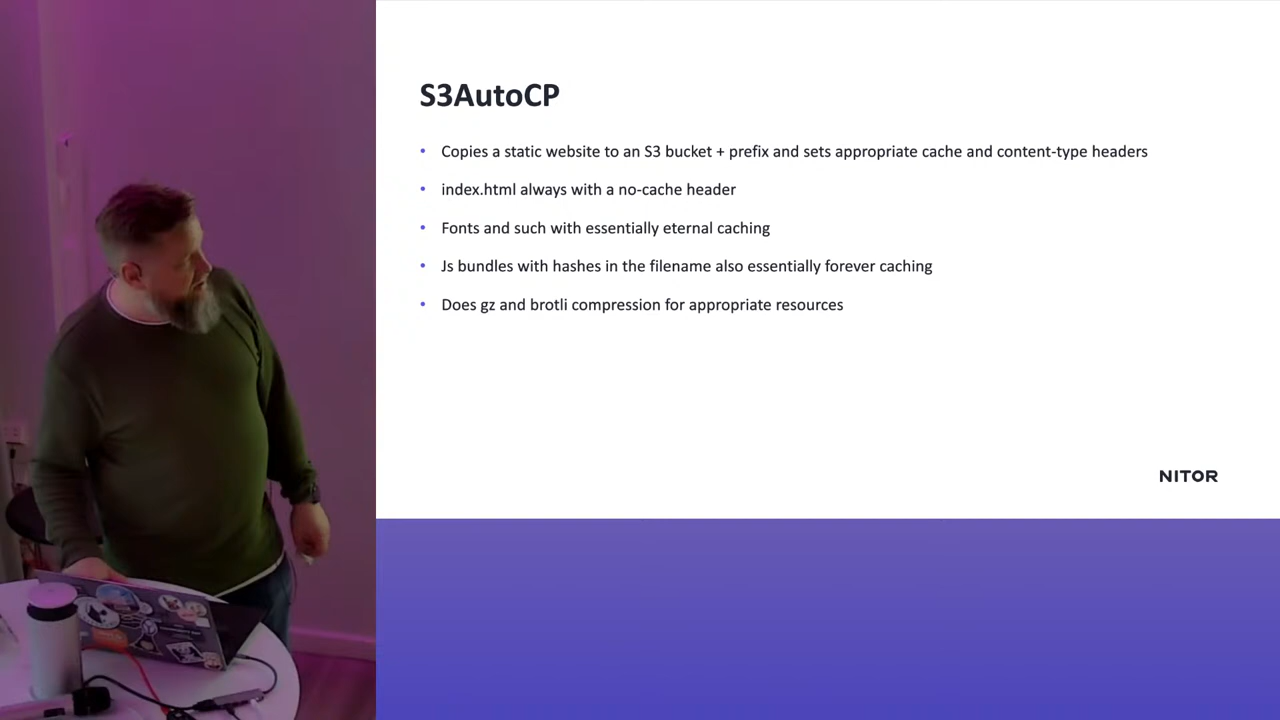 S3AutoCP
• Copies a static website to an S3 bucket + prefix and sets appropriate cache and content-type headers
• index.html always with a no-cache header
• Fonts and such with essentially eternal caching
• Js bundles with hashes in the filename also essentially forever caching
• Does gz and brotli compression for appropriate resources
NITOR